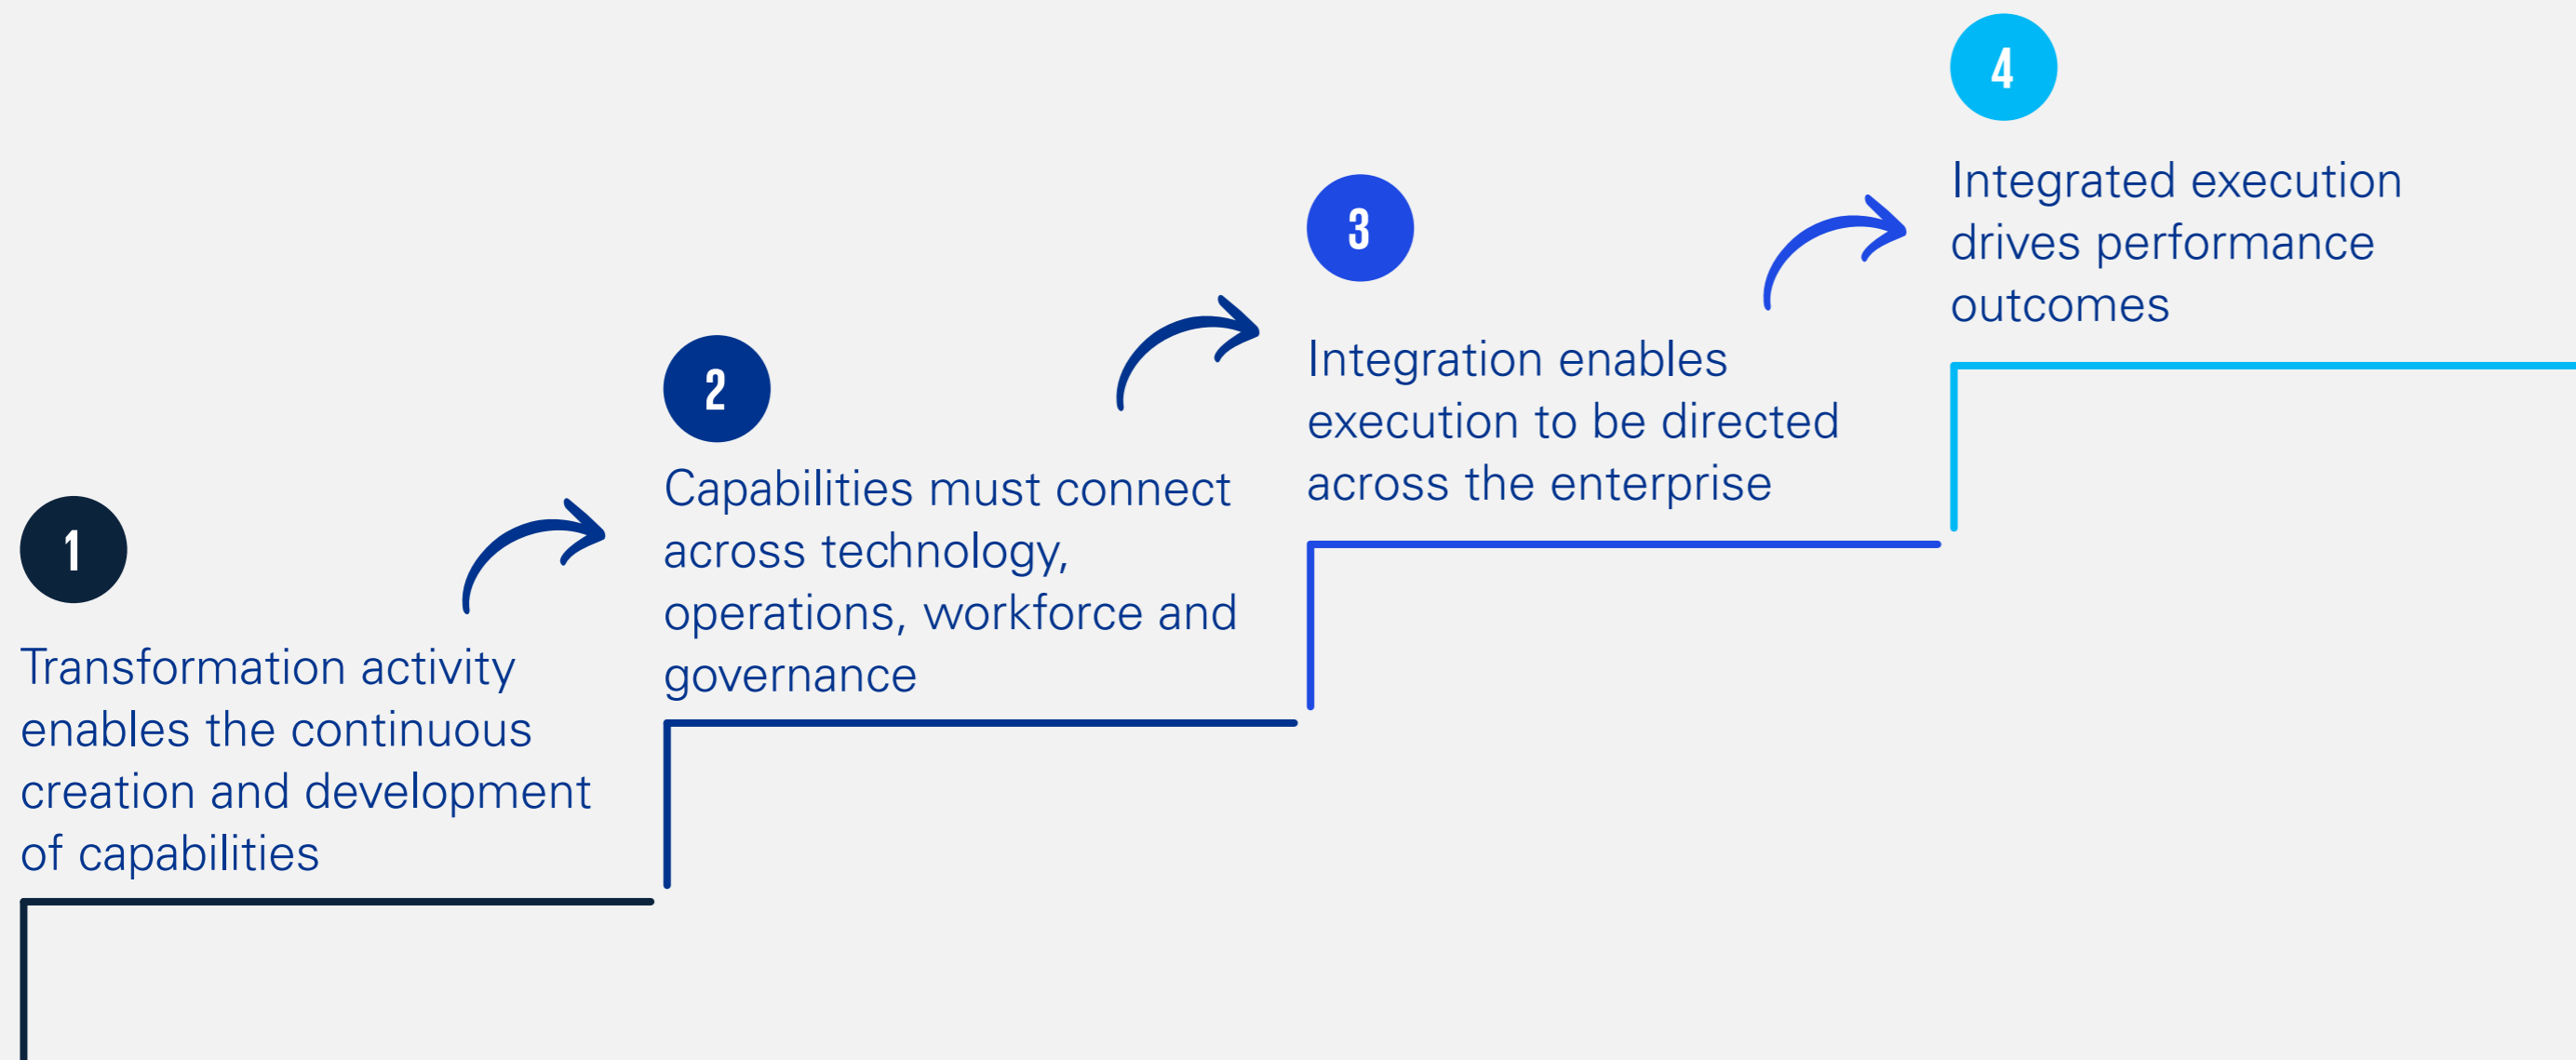 1
Transformation activity
enables the continuous
creation and development
of capabilities
2
Capabilities must connect
across technology,
operations, workforce and
governance
3
Integration enables
execution to be directed
across the enterprise
4
Integrated execution
drives performance
outcomes